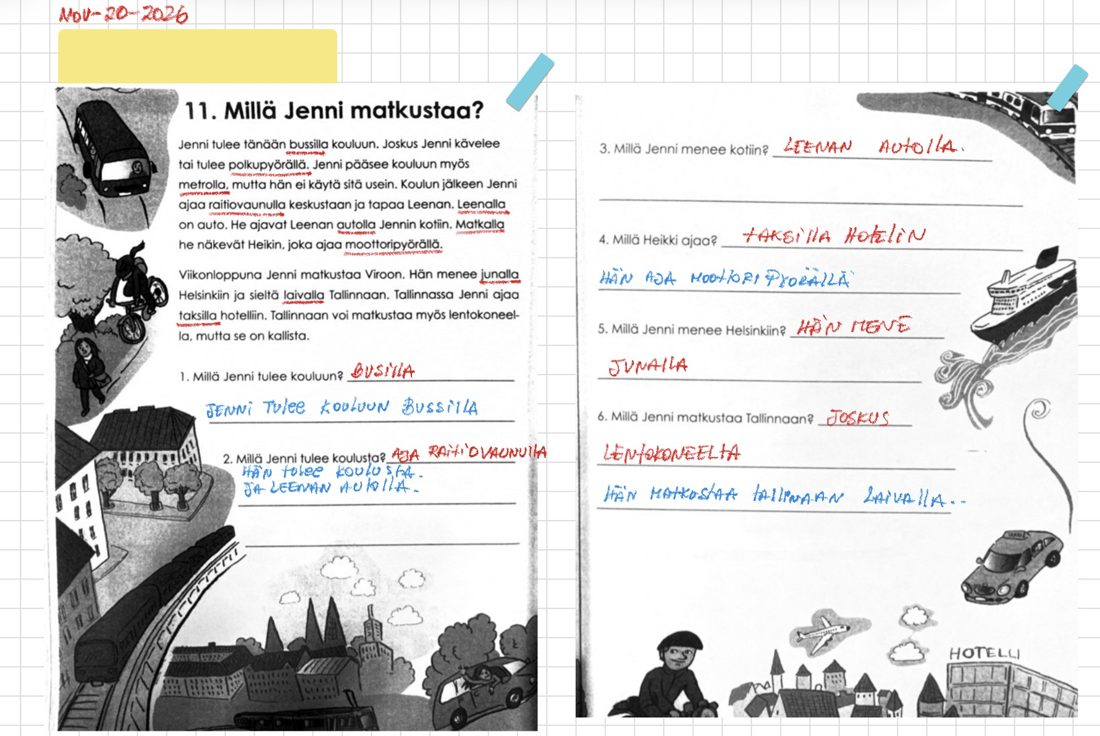 NOV-20-2026
11. Millä Jenni matkustaa?
Jenni tulee tänään bussilla kouluun. Joskus Jenni kävelee
tai tulee polkupyörällä. Jenni pääsee kouluun myös
metrolla, mutta hän ei käytä sitä usein. Koulun jälkeen Jenni
ajaa raitiovaunulla keskustaan ja tapaa Leenan. Leenalla
on auto. He ajavat Leenan autolla Jennin kotiin. Matkalla
he näkevät Heikin, joka ajaa moottoripyörällä.
Viikonloppuna Jenni matkustaa Viroon. Hän menee junalla
Helsinkiin ja sieltä laivalla Tallinnaan. Tallinnassa Jenni ajaa
taksilla hotelliin. Tallinnaan voi matkustaa myös lentokoneel-
la, mutta se on kallista.
1. Millä Jenni tulee kouluun? BUSILLA
JENNI TULEE KOULUUN BUSSILLA
2. Millä Jenni tulee koulusta? AJA RAITIOVAUNULLA
HÄN TULEE KOULUSTA.
JA LEENAN AUTOLLA.
3. Millä Jenni menee kotiin? LEENAN AUTOLLA.
4. Millä Heikki ajaa? TAKSILLA HOTELIN
HÄN AJA MOOTTORIPYÖRÄLLÄ
5. Millä Jenni menee Helsinkiin? HÄN MENE
JUNALLA
6. Millä Jenni matkustaa Tallinnaan? JOSKUS
LENTOKONEELTA
HÄN MATKUSTAA TALLINAAN LAIVALLA..
HOTELLI